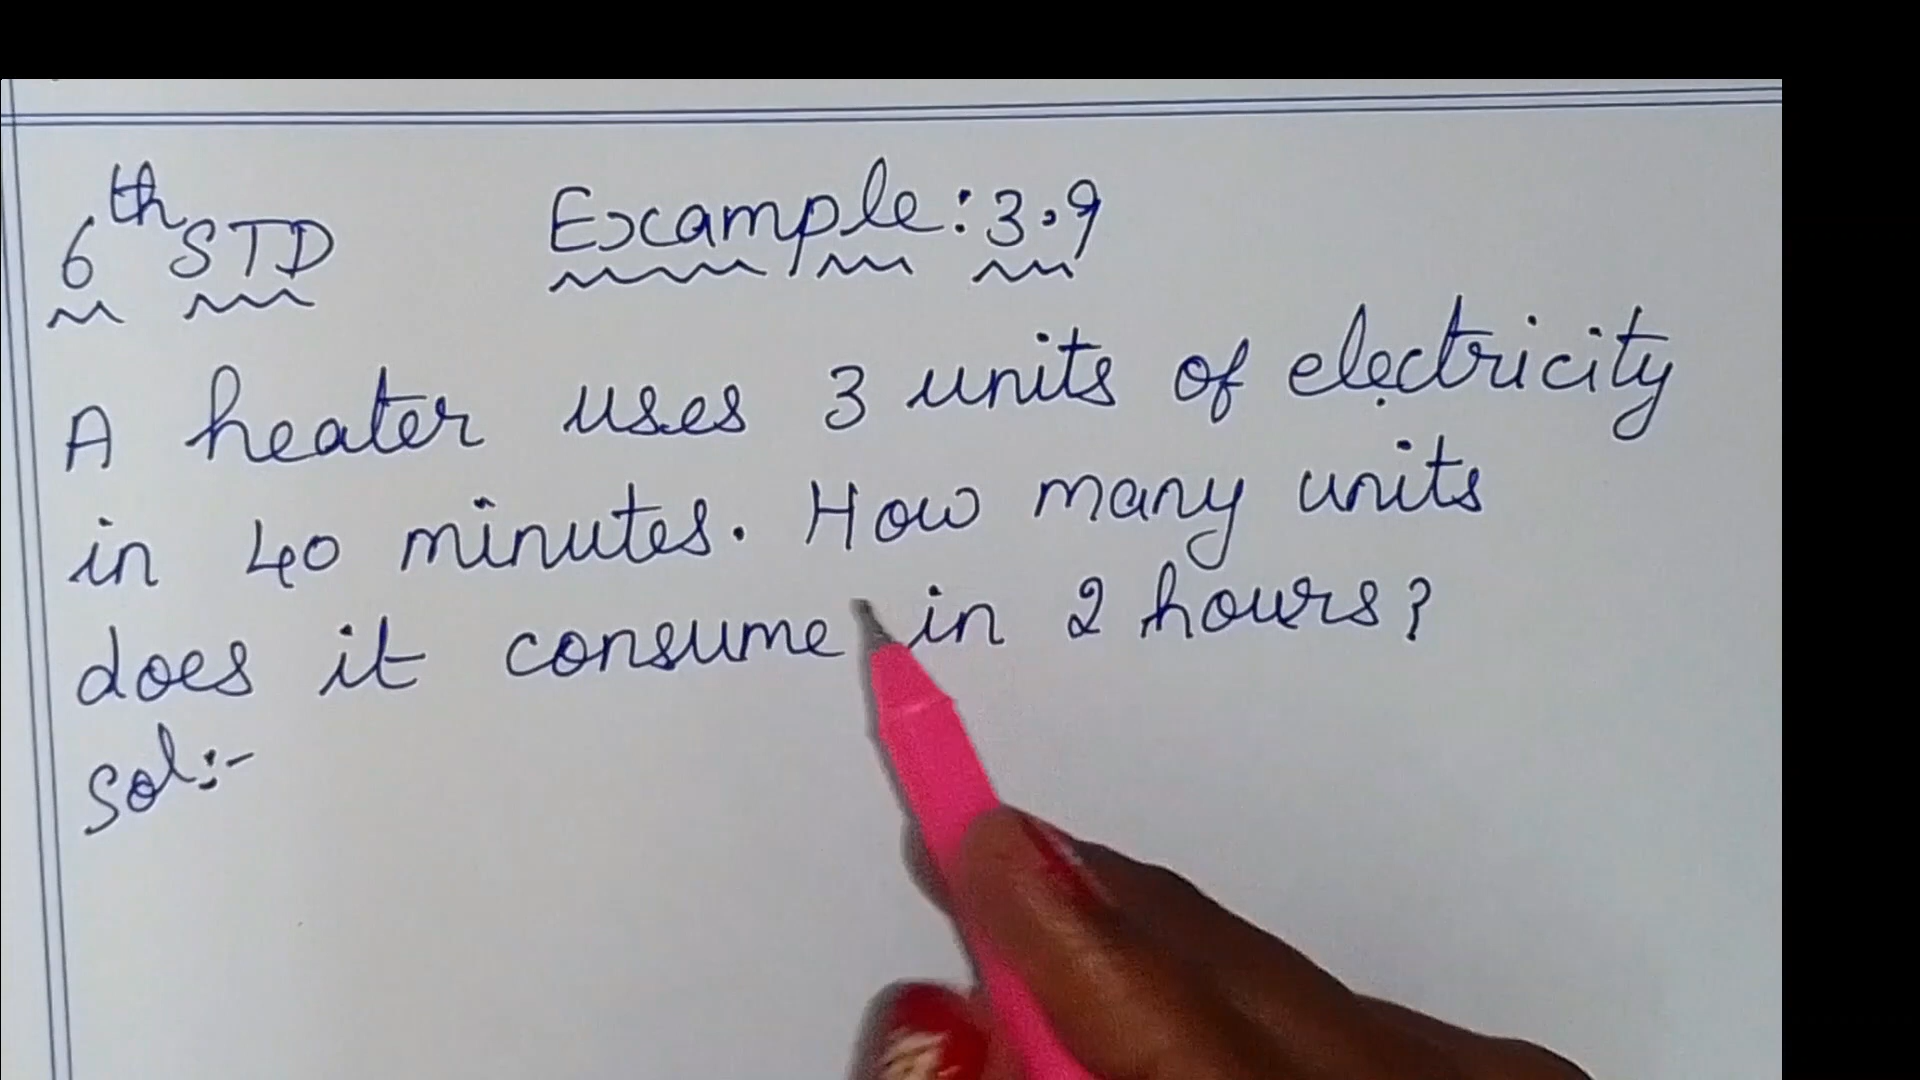 6th STD Example: 3.9
A heater uses 3 units of electricity
in 40 minutes. How many units
does it consume in 2 hours?
Sol:-